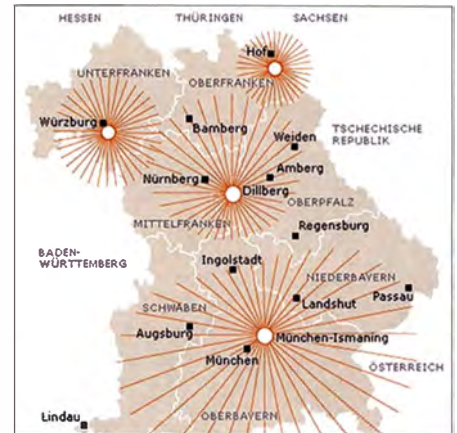 HESSEN THÜRINGEN SACHSEN
Hof
UNTERFRANKEN
OBERFRANKEN
Würzburg
Bamberg
TSCHECHISCHE
REPUBLIK
Weiden
Amberg
Nürnberg
Dillberg
OBERPFALZ
MITTELFRANKEN
Regensburg
BADEN-
WÜRTTEMBERG
Ingolstadt
NIEDERBAYERN
Passau
SCHWABEN
Landshut
Augsburg
München-Ismaning
München
ÖSTERREICH
Lindau
OBERBAYERN